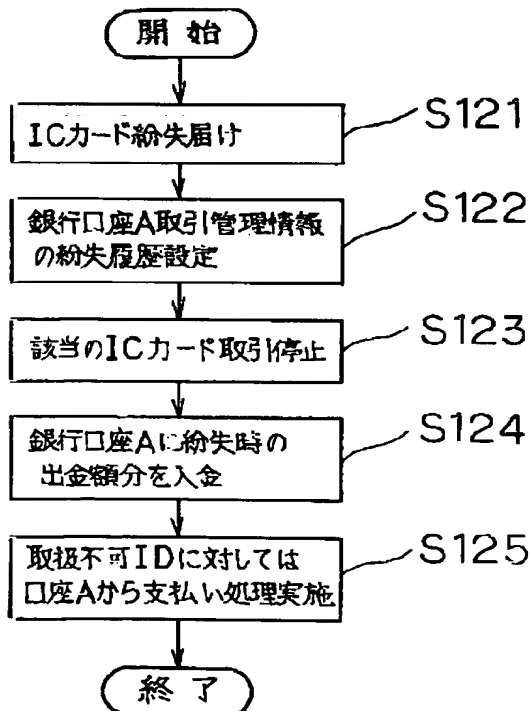 開始
ICカード紛失届け
S121
銀行口座A取引管理情報
の紛失履歴設定
S122
該当のICカード取引停止
S123
銀行口座Aに紛失時の
出金額分を入金
S124
取扱不可IDに対しては
口座Aから支払い処理実施
S125
終了